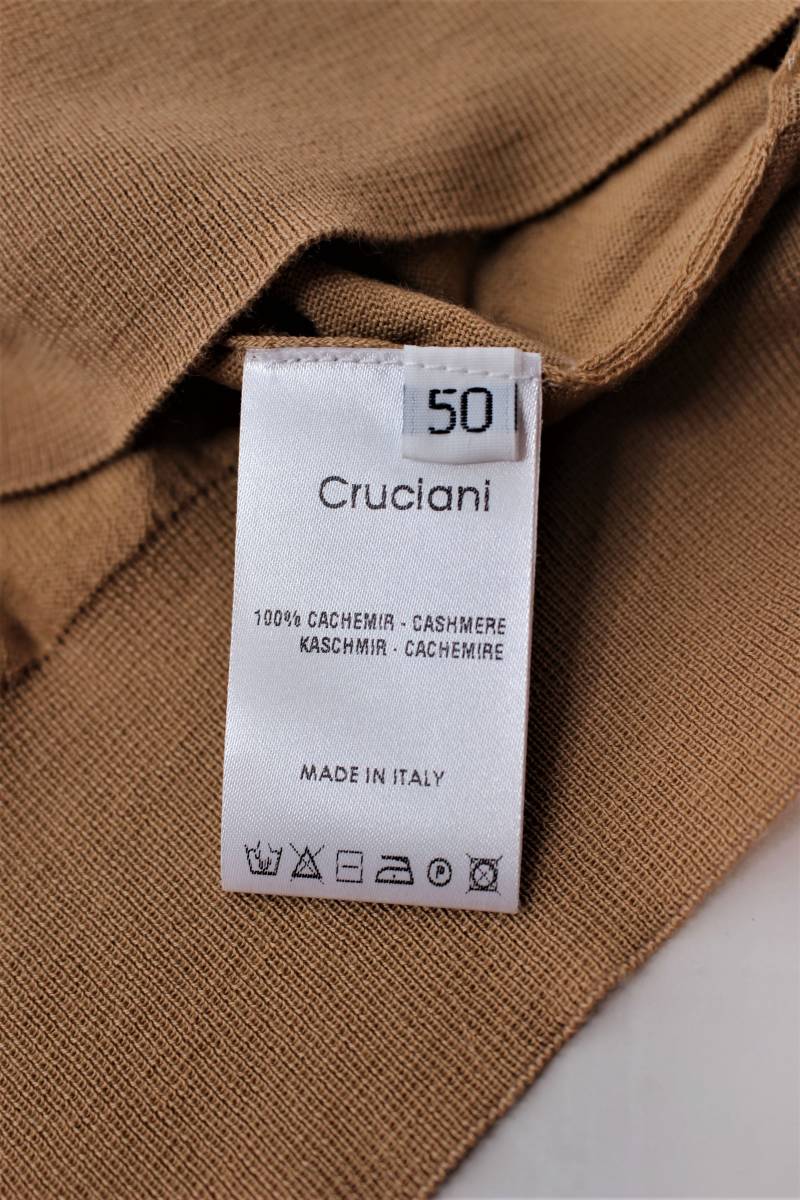 50
Cruciani
100% CACHEMIR - CASHMERE
KASCHMIR - CACHEMIRE
MADE IN ITALY
P